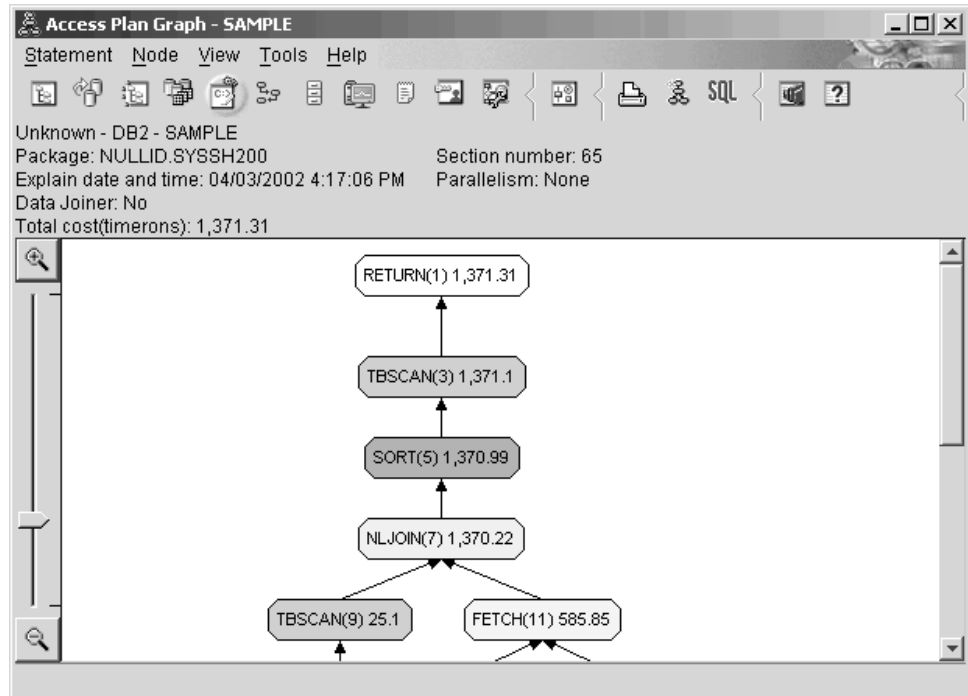 Access Plan Graph - SAMPLE
Statement Node View Tools Help
SQL
?
Unknown - DB2 - SAMPLE
Package: NULLID.SYSSH200 Section number: 65
Explain date and time: 04/03/2002 4:17:06 PM Parallelism: None
Data Joiner: No
Total cost(timerons): 1,371.31
RETURN(1) 1,371.31
TBSCAN(3) 1,371.1
SORT(5) 1,370.99
NLJOIN(7) 1,370.22
TBSCAN(9) 25.1 FETCH(11) 585.85